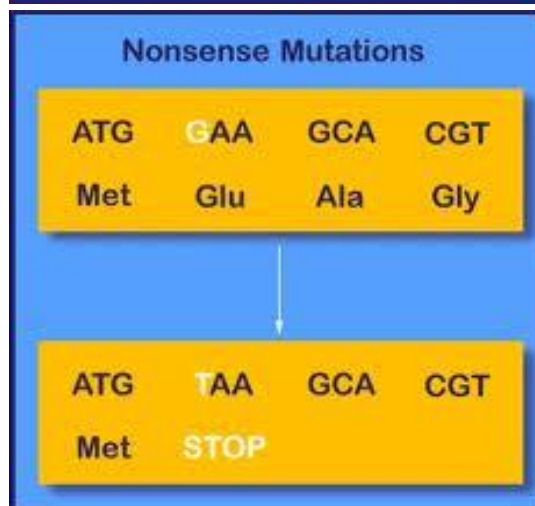 Nonsense Mutations
ATG GAA GCA CGT
Met Glu Ala Gly
ATG TAA GCA CGT
Met STOP